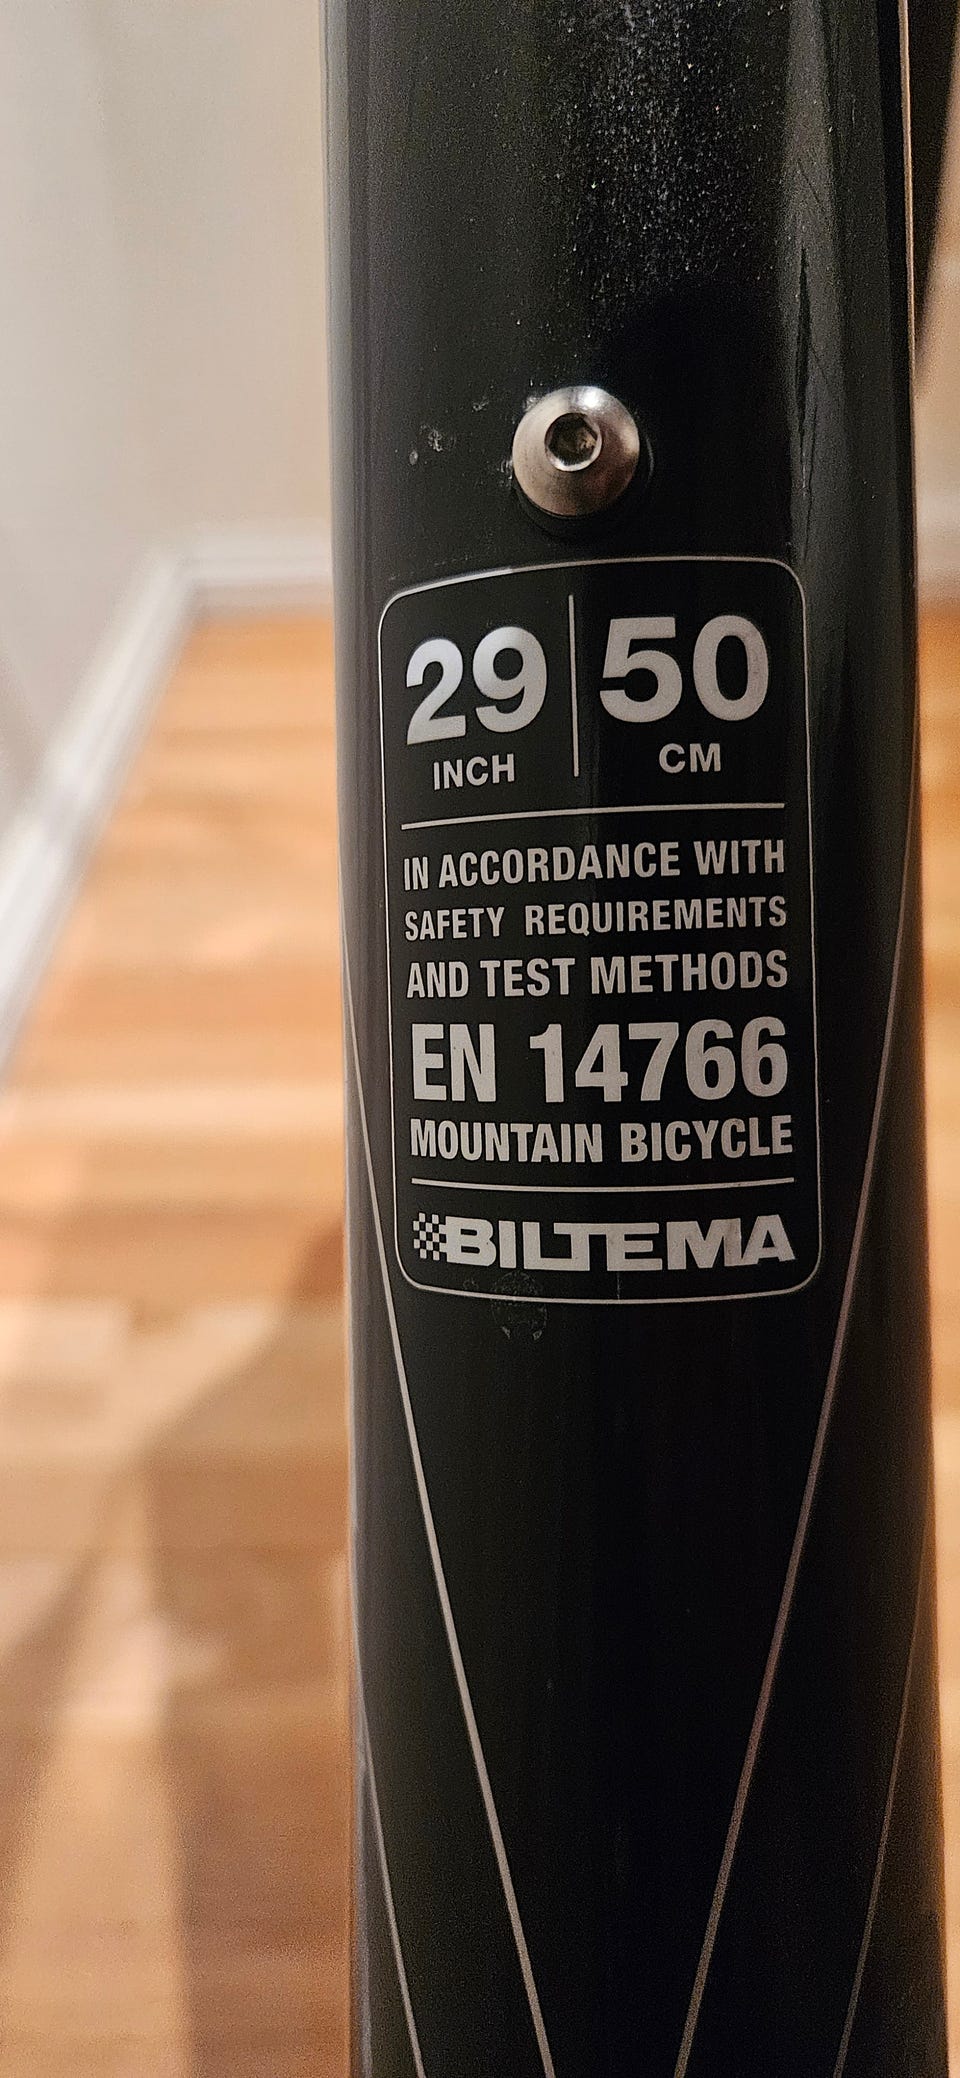 29 50
INCH CM
IN ACCORDANCE WITH
SAFETY REQUIREMENTS
AND TEST METHODS
EN 14766
MOUNTAIN BICYCLE
BILTEMA